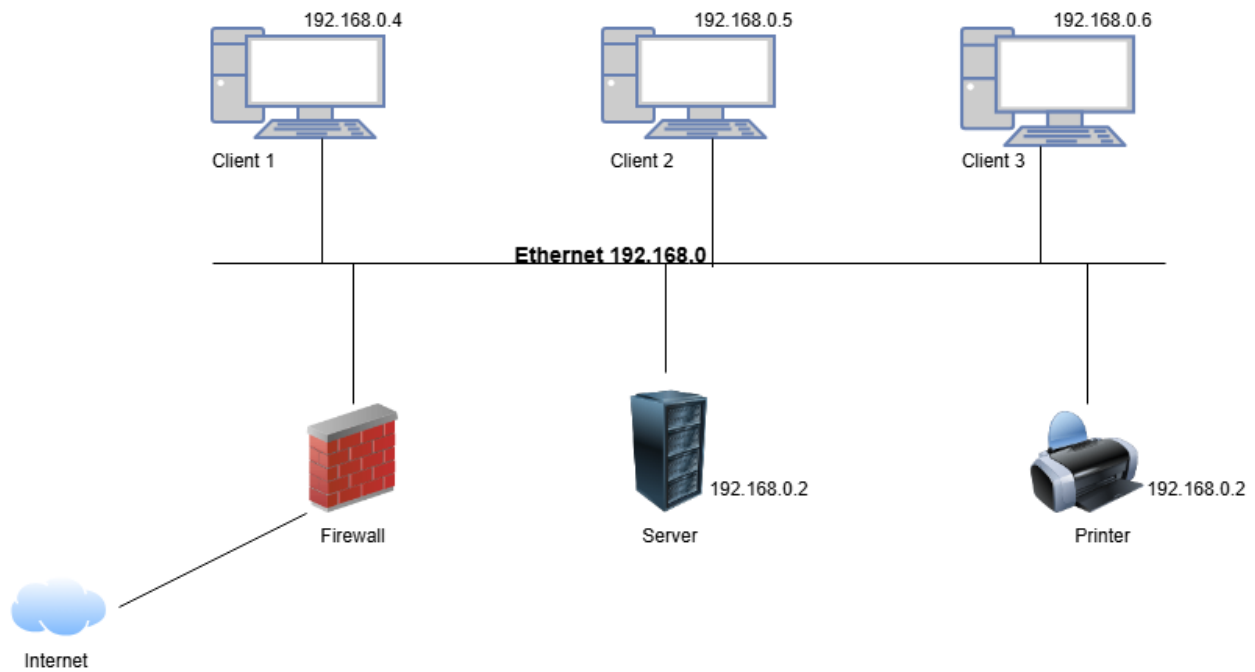 192.168.0.4
192.168.0.5
192.168.0.6
Client 1
Client 2
Client 3
Ethernet 192.168.0
192.168.0.2
192.168.0.2
Firewall
Server
Printer
Internet